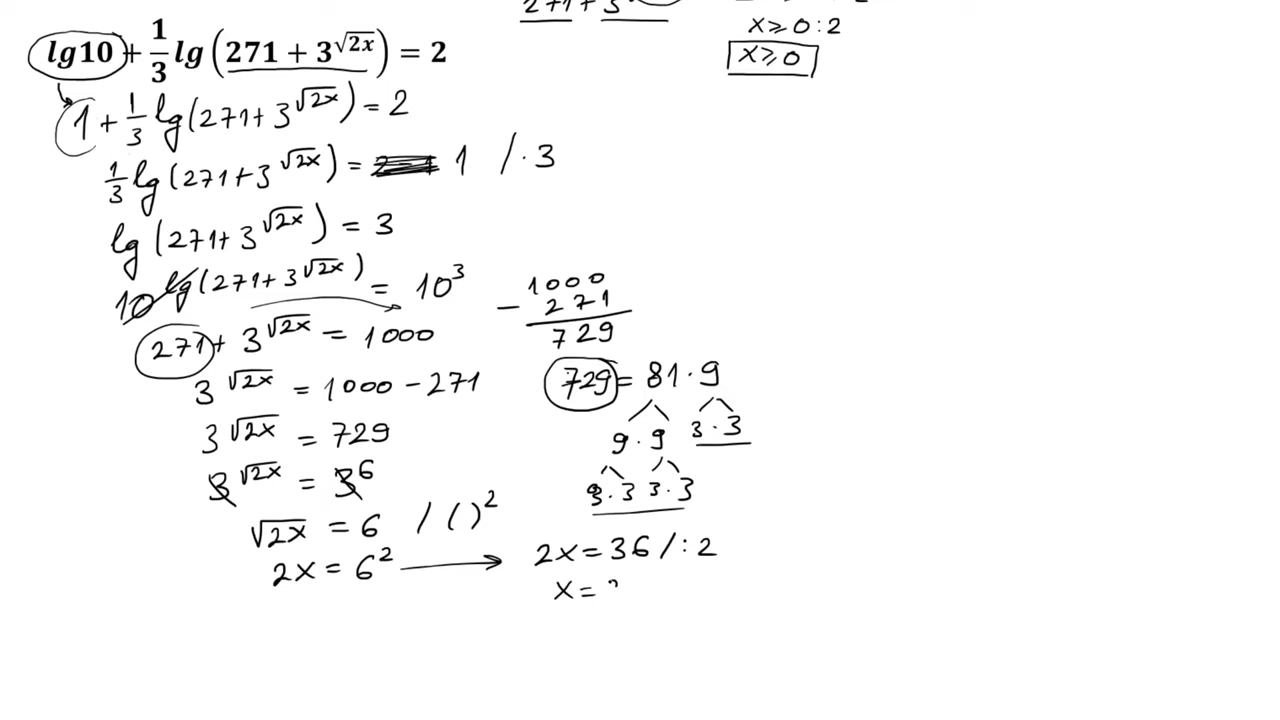 271 + 3
x ⩾ 0 : 2
x ⩾ 0
lg10 + 1/3 lg (271 + 3^√2x) = 2
1 + 1/3 lg (271 + 3^√2x) = 2
1/3 lg (271 + 3^√2x) = 1 / · 3
lg (271 + 3^√2x) = 3
10^lg (271 + 3^√2x) = 10^3
271 + 3^√2x = 1000
3^√2x = 1000 - 271
3^√2x = 729
3^√2x = 3^6
√2x = 6 / ( )^2
2x = 6^2 → 2x = 36 / : 2
x =
1000
- 271
729
729 = 81 · 9
9 · 9 3 · 3
3 · 3 3 · 3